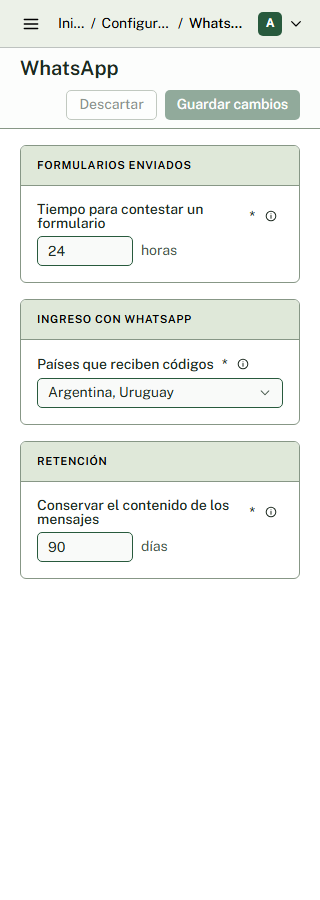 Ini... / Configur... / Whats... A
WhatsApp
Descartar Guardar cambios
FORMULARIOS ENVIADOS
Tiempo para contestar un
formulario *
24 horas
INGRESO CON WHATSAPP
Países que reciben códigos *
Argentina, Uruguay
RETENCIÓN
Conservar el contenido de los
mensajes *
90 días